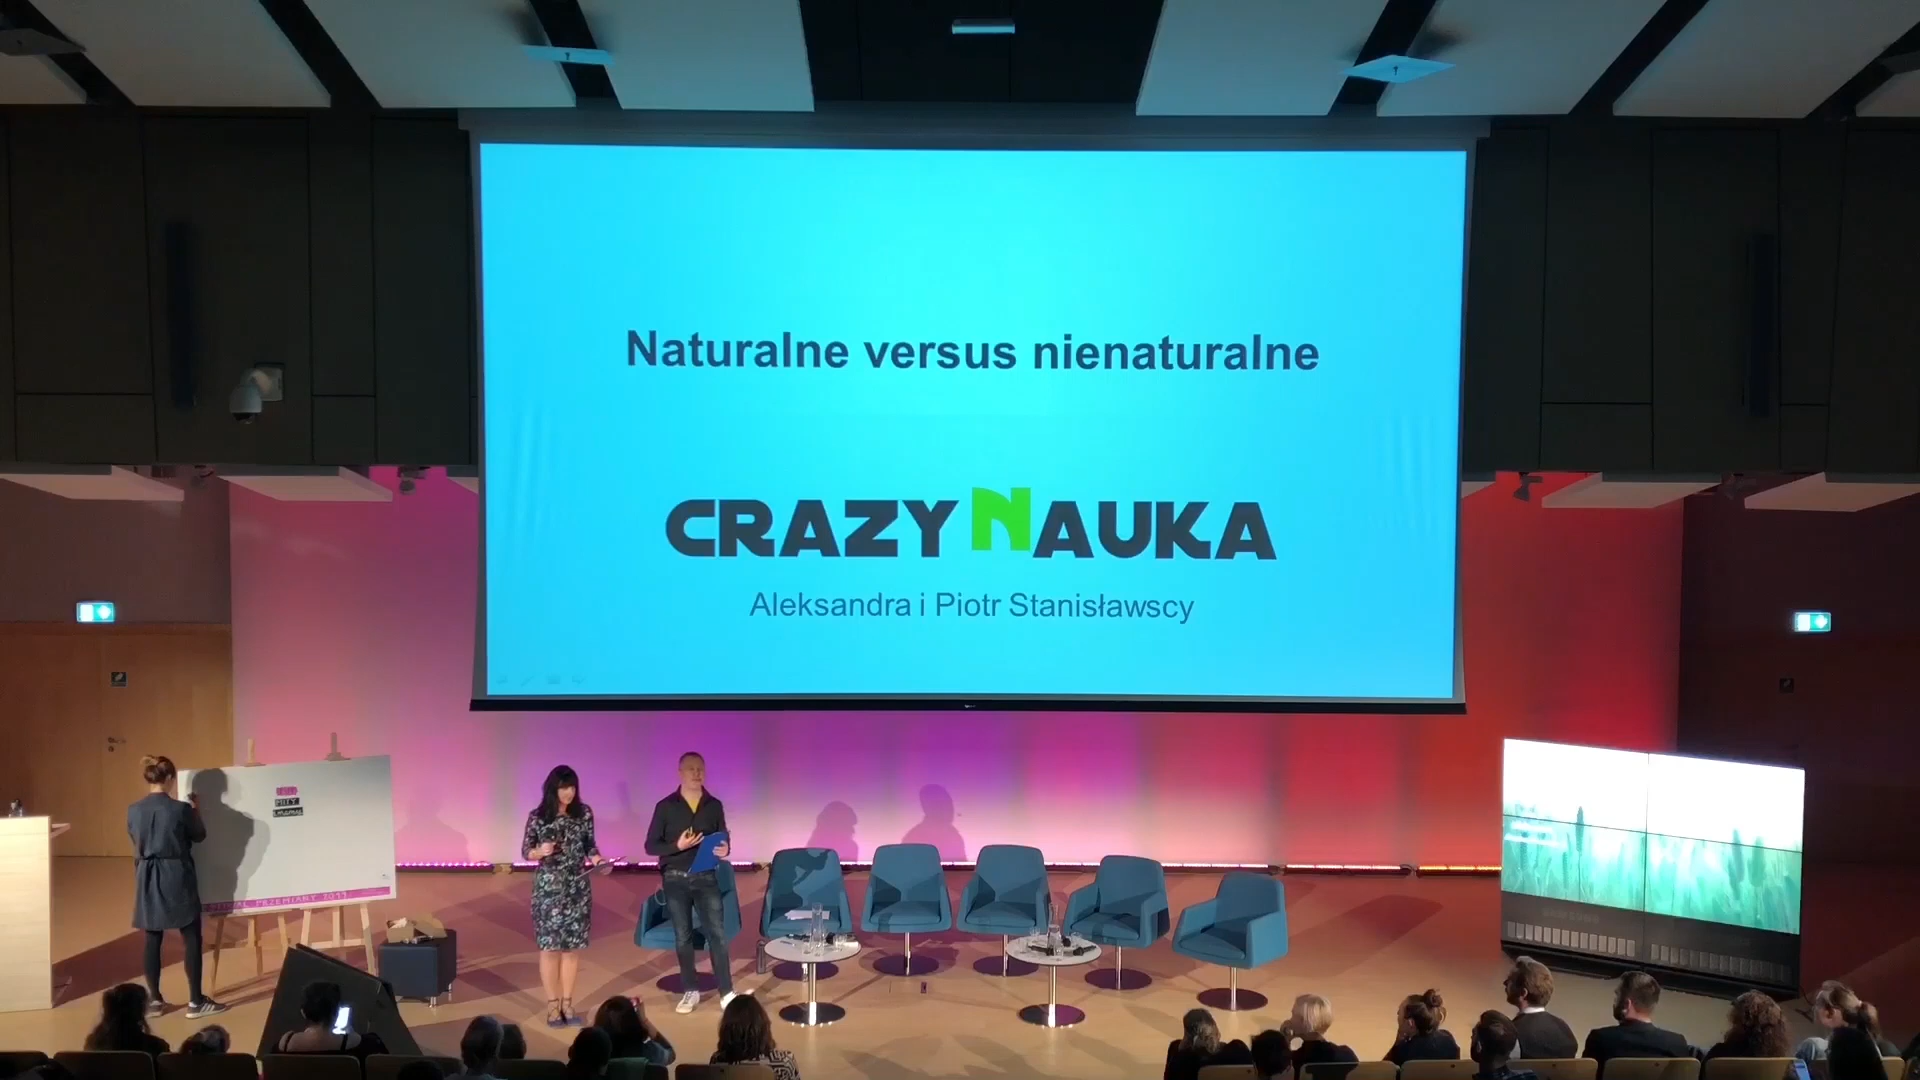 Naturalne versus nienaturalne
CRAZY NAUKA
Aleksandra i Piotr Stanisławscy